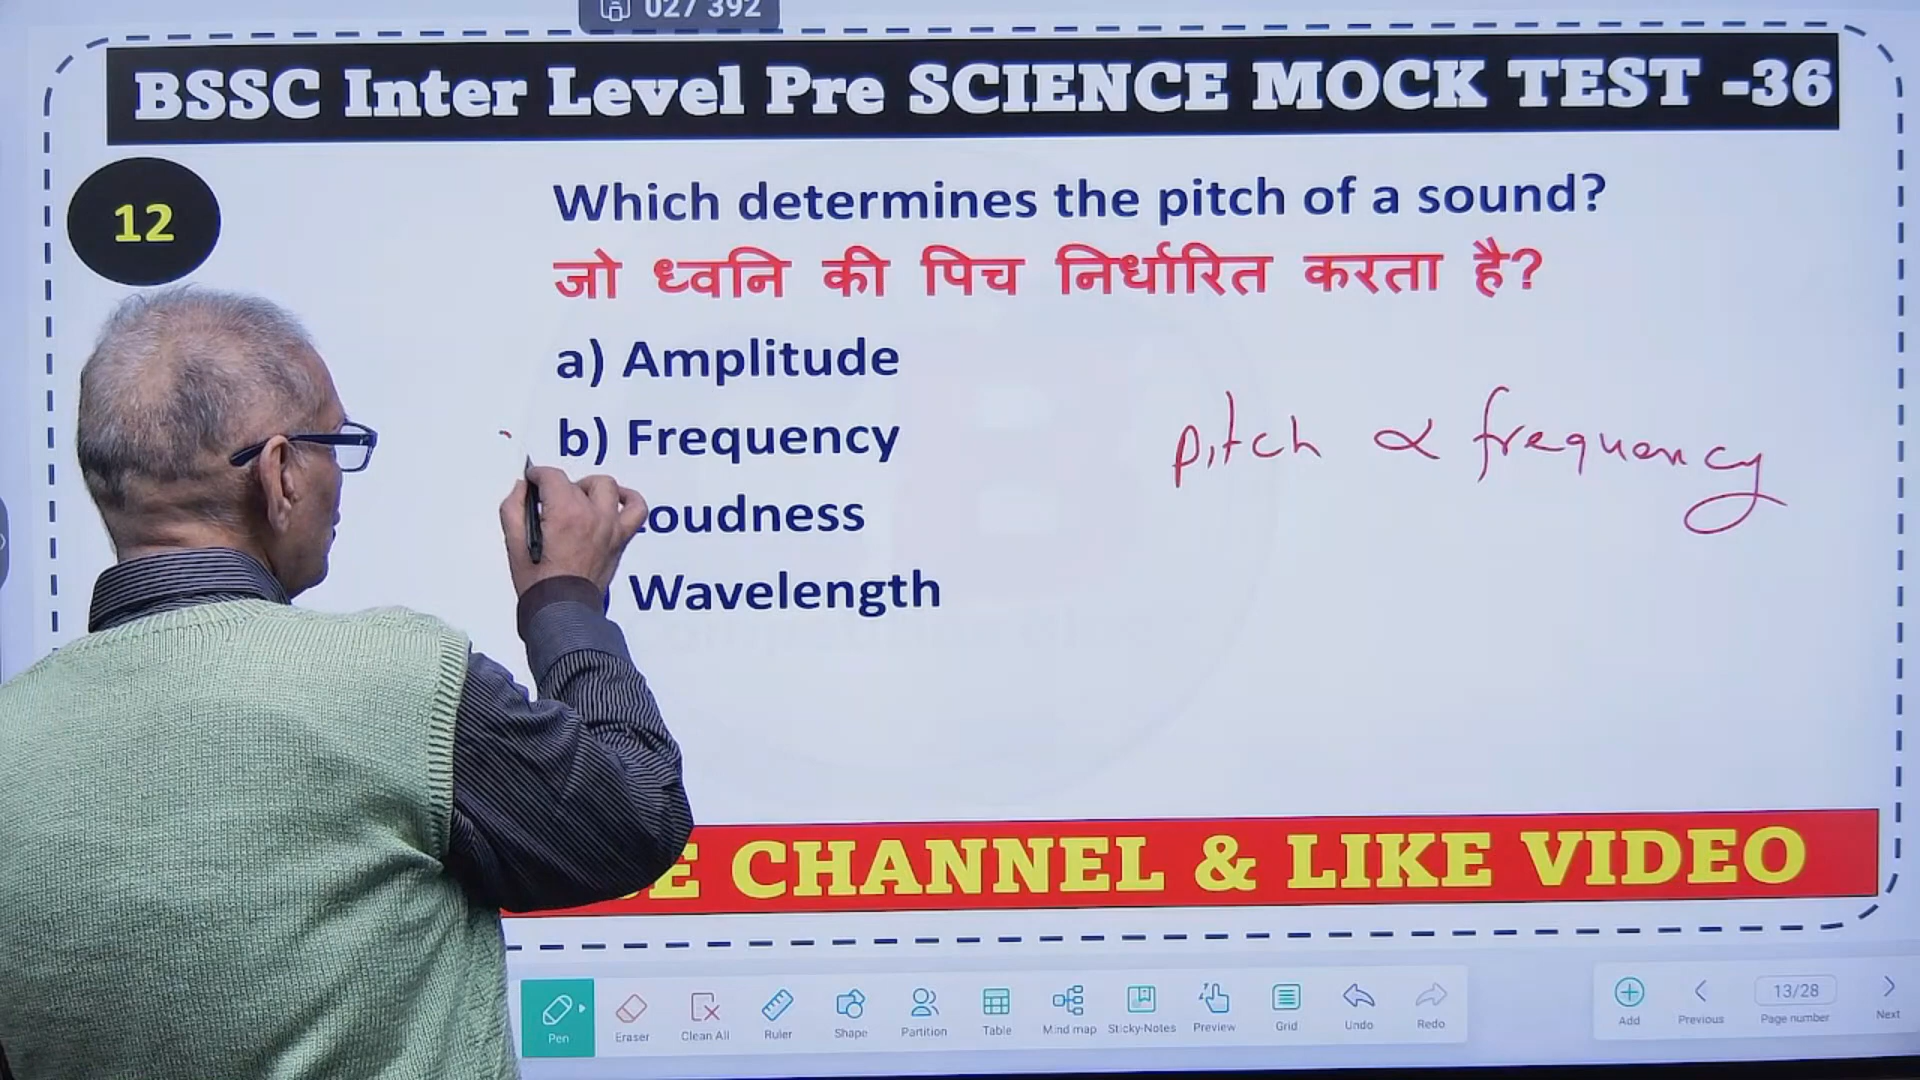 027 392
BSSC Inter Level Pre SCIENCE MOCK TEST -36
12
Which determines the pitch of a sound?
जो ध्वनि की पिच निर्धारित करता है?
a) Amplitude
b) Frequency
Loudness
Wavelength
pitch ∝ frequency
CHANNEL & LIKE VIDEO
Pen Eraser Clean All Ruler Shape Partition Table Mind map Sticky-Notes Preview Grid Undo Redo
Add Previous 13/28 Page number Next